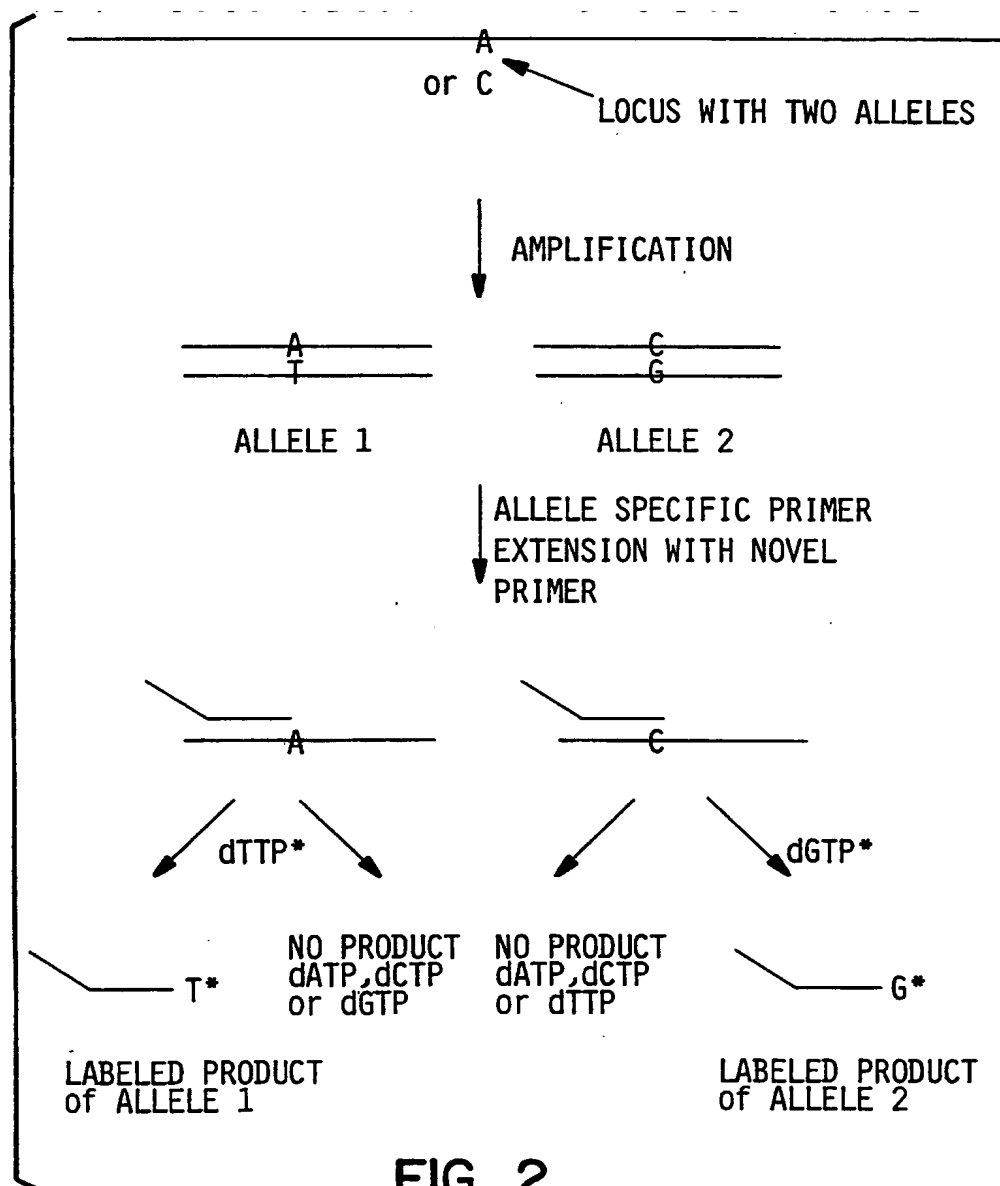 A
or C
LOCUS WITH TWO ALLELES
AMPLIFICATION
A
T
C
G
ALLELE 1
ALLELE 2
ALLELE SPECIFIC PRIMER
EXTENSION WITH NOVEL
PRIMER
A
C
dTTP*
dGTP*
T*
NO PRODUCT
dATP,dCTP
or dGTP
NO PRODUCT
dATP,dCTP
or dTTP
G*
LABELED PRODUCT
of ALLELE 1
LABELED PRODUCT
of ALLELE 2
FIG. 2